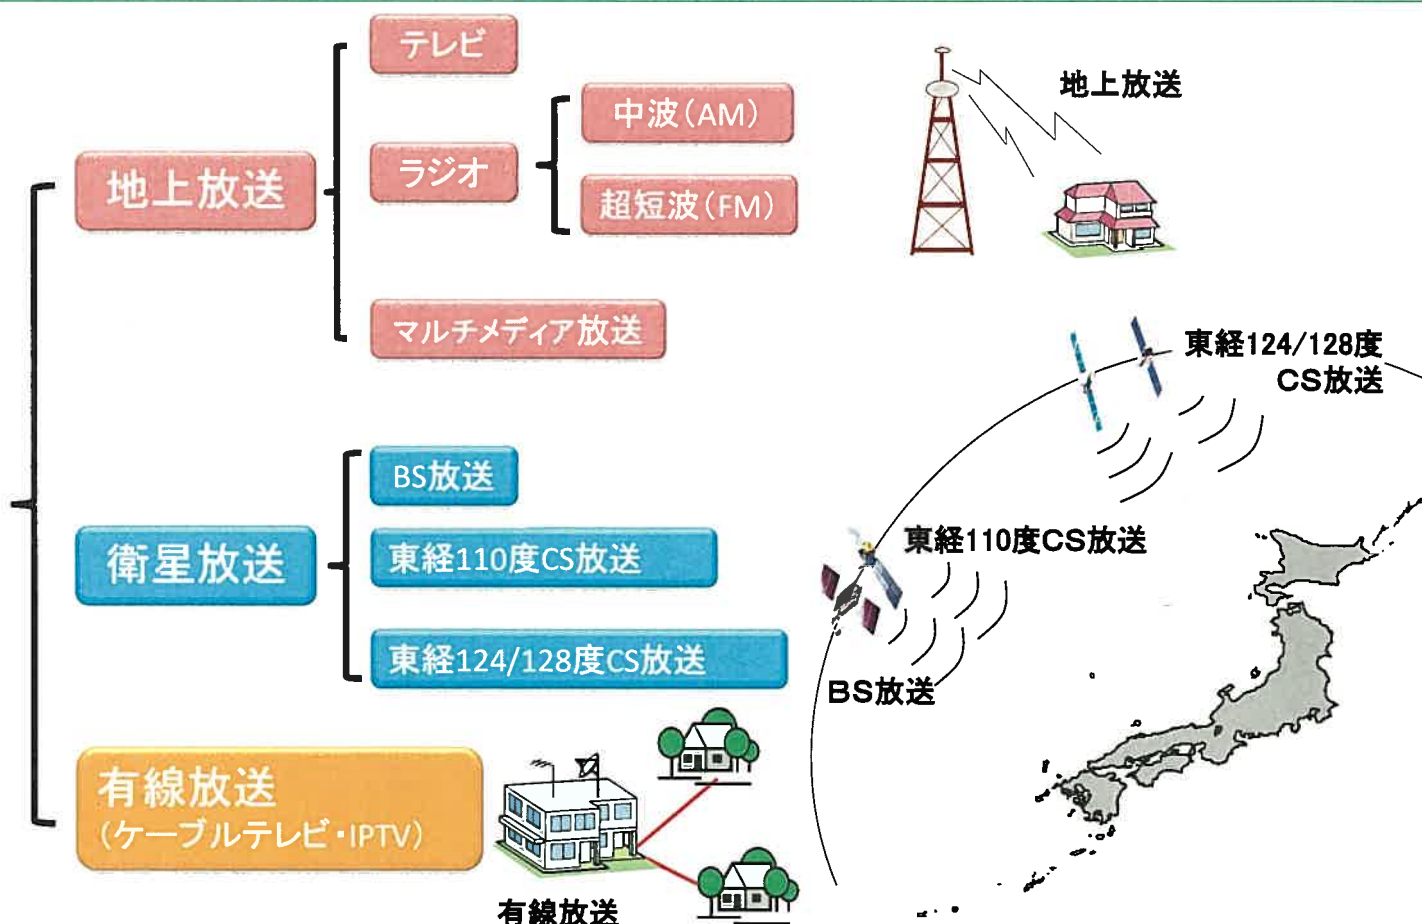 テレビ
中波(AM)
地上放送
ラジオ
地上放送
超短波(FM)
マルチメディア放送
東経124/128度
CS放送
BS放送
東経110度CS放送
衛星放送
東経110度CS放送
東経124/128度CS放送
BS放送
有線放送
(ケーブルテレビ・IPTV)
有線放送